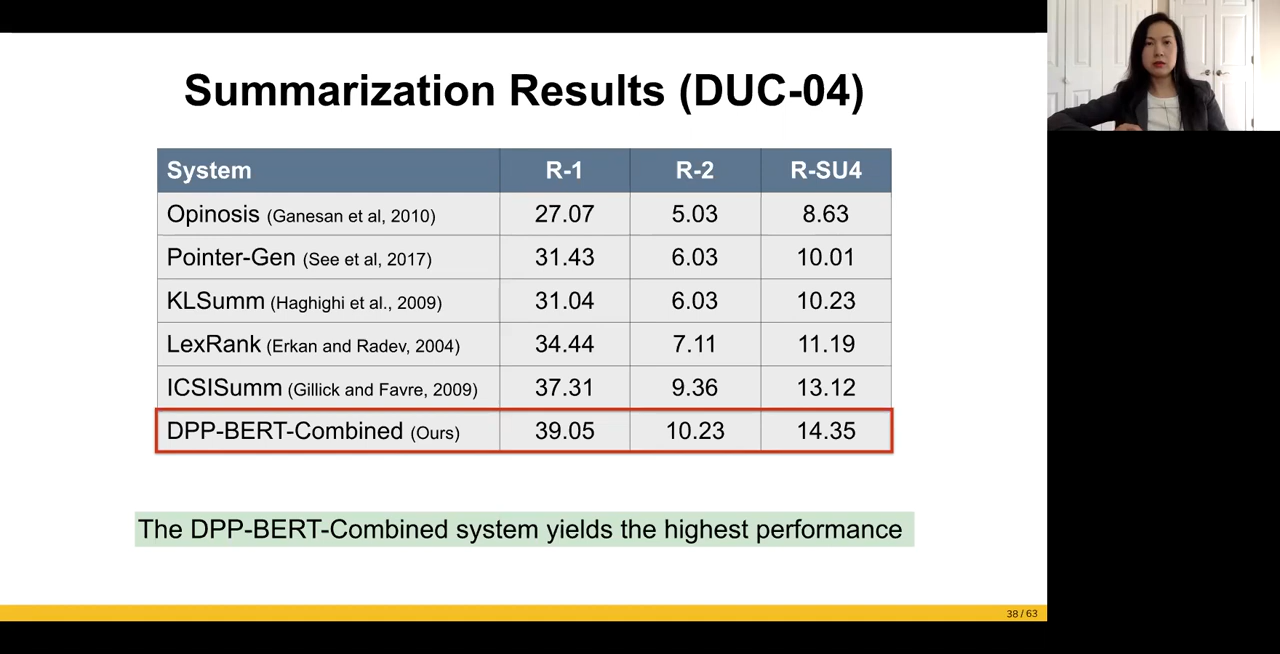 Summarization Results (DUC-04)
System R-1 R-2 R-SU4
Opinosis (Ganesan et al, 2010) 27.07 5.03 8.63
Pointer-Gen (See et al, 2017) 31.43 6.03 10.01
KLSumm (Haghighi et al., 2009) 31.04 6.03 10.23
LexRank (Erkan and Radev, 2004) 34.44 7.11 11.19
ICSISumm (Gillick and Favre, 2009) 37.31 9.36 13.12
DPP-BERT-Combined (Ours) 39.05 10.23 14.35
The DPP-BERT-Combined system yields the highest performance
38 / 63